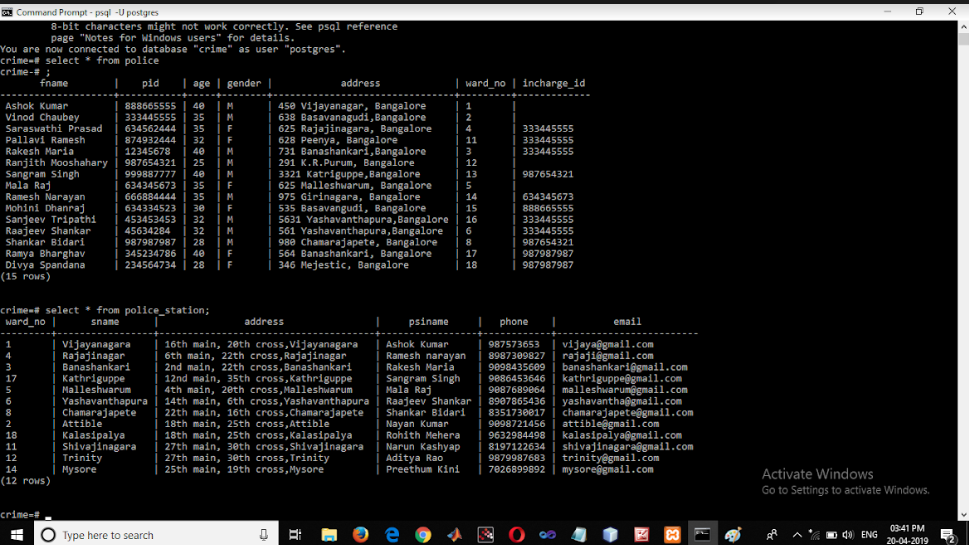 Command Prompt - psql -U postgres
8-bit characters might not work correctly. See psql reference
page "Notes for Windows users" for details.
You are now connected to database "crime" as user "postgres".
crime=# select * from police
crime-# ;
fname | pid | age | gender | address | ward_no | incharge_id
Ashok Kumar | 888665555 | 40 | M | 450 Vijayanagar, Bangalore | 1 |
Vinod Chaubey | 333445555 | 35 | M | 638 Basavanagudi,Bangalore | 2 |
Saraswathi Prasad | 634562444 | 35 | F | 625 Rajajinagara, Bangalore | 4 | 333445555
Pallavi Ramesh | 874932444 | 32 | F | 628 Peenya, Bangalore | 11 | 333445555
Rakesh Maria | 12345678 | 40 | M | 731 Banashankari,Bangalore | 3 | 333445555
Ranjith Mooshahary | 987654321 | 25 | M | 291 K.R.Purum, Bangalore | 12 |
Sangram Singh | 999887777 | 40 | M | 3321 Katriguppe,Bangalore | 13 | 987654321
Mala Raj | 634345673 | 35 | F | 625 Malleshwarum, Bangalore | 5 |
Ramesh Narayan | 666884444 | 35 | M | 975 Girinagara, Bangalore | 14 | 634345673
Mohini Dhanraj | 634334523 | 30 | F | 535 Basavangudi, Bangalore | 15 | 888665555
Sanjeev Tripathi | 453453453 | 32 | M | 5631 Yashavanthapura,Bangalore | 16 | 333445555
Raajeev Shankar | 45634284 | 32 | M | 561 Yashavanthapura,Bangalore | 6 | 333445555
Shankar Bidari | 987987987 | 28 | M | 980 Chamarajapete, Bangalore | 8 | 987654321
Ramya Bharghav | 345234786 | 40 | F | 564 Banashankari, Bangalore | 17 | 987987987
Divya Spandana | 234564734 | 28 | F | 346 Mejestic, Bangalore | 18 | 987987987
(15 rows)
crime=# select * from police_station;
ward_no | sname | address | psiname | phone | email
1 | Vijayanagara | 16th main, 20th cross,Vijayanagara | Ashok Kumar | 987573653 | vijaya@gmail.com
4 | Rajajinagar | 6th main, 22th cross,Rajajinagar | Ramesh narayan | 8987309827 | rajaji@gmail.com
3 | Banashankari | 2nd main, 22th cross,Banashankari | Rakesh Maria | 9098435609 | banashankari@gmail.com
17 | Kathriguppe | 12nd main, 35th cross,Kathriguppe | Sangram Singh | 9086453646 | kathriguppe@gmail.com
5 | Malleshwarum | 4th main, 20th cross,Malleshwarum | Mala Raj | 9087689064 | malleshwarum@gmail.com
6 | Yashavanthapura | 14th main, 6th cross,Yashavanthapura | Raajeev Shankar | 8907865436 | yashavantha@gmail.com
8 | Chamarajapete | 22th main, 16th cross,Chamarajapete | Shankar Bidari | 8351730017 | chamarajapete@gmail.com
2 | Attible | 18th main, 25th cross,Attible | Nayan Kumar | 9098721456 | attible@gmail.com
18 | Kalasipalya | 18th main, 25th cross,Kalasipalya | Rohith Mehera | 9632984498 | kalasipalya@gmail.com
11 | Shivajinagara | 27th main, 30th cross,Shivajinagara | Narun Kashyap | 8197122634 | shivajinagara@gmail.com
12 | Trinity | 27th main, 30th cross,Trinity | Aditya Rao | 9879987683 | trinity@gmail.com
14 | Mysore | 25th main, 19th cross,Mysore | Preethum Kini | 7026899892 | mysore@gmail.com
(12 rows)
crime=#
Activate Windows
Go to Settings to activate Windows.
Type here to search
ENG
03:41 PM
20-04-2019
2